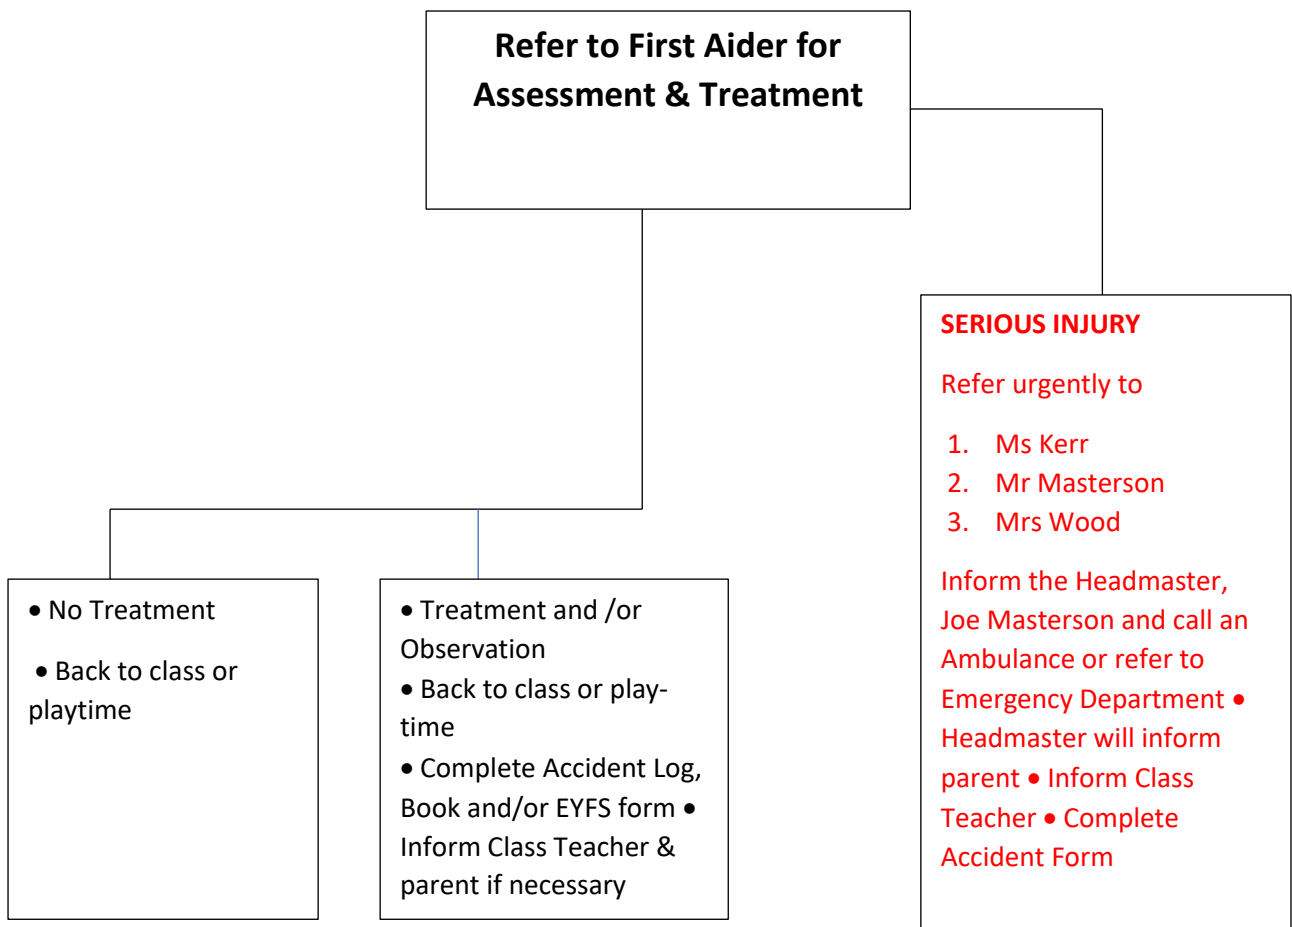 Refer to First Aider for
Assessment & Treatment
• No Treatment
• Back to class or
playtime
• Treatment and /or
Observation
• Back to class or play-
time
• Complete Accident Log,
Book and/or EYFS form •
Inform Class Teacher &
parent if necessary
SERIOUS INJURY
Refer urgently to
1. Ms Kerr
2. Mr Masterson
3. Mrs Wood
Inform the Headmaster,
Joe Masterson and call an
Ambulance or refer to
Emergency Department •
Headmaster will inform
parent • Inform Class
Teacher • Complete
Accident Form